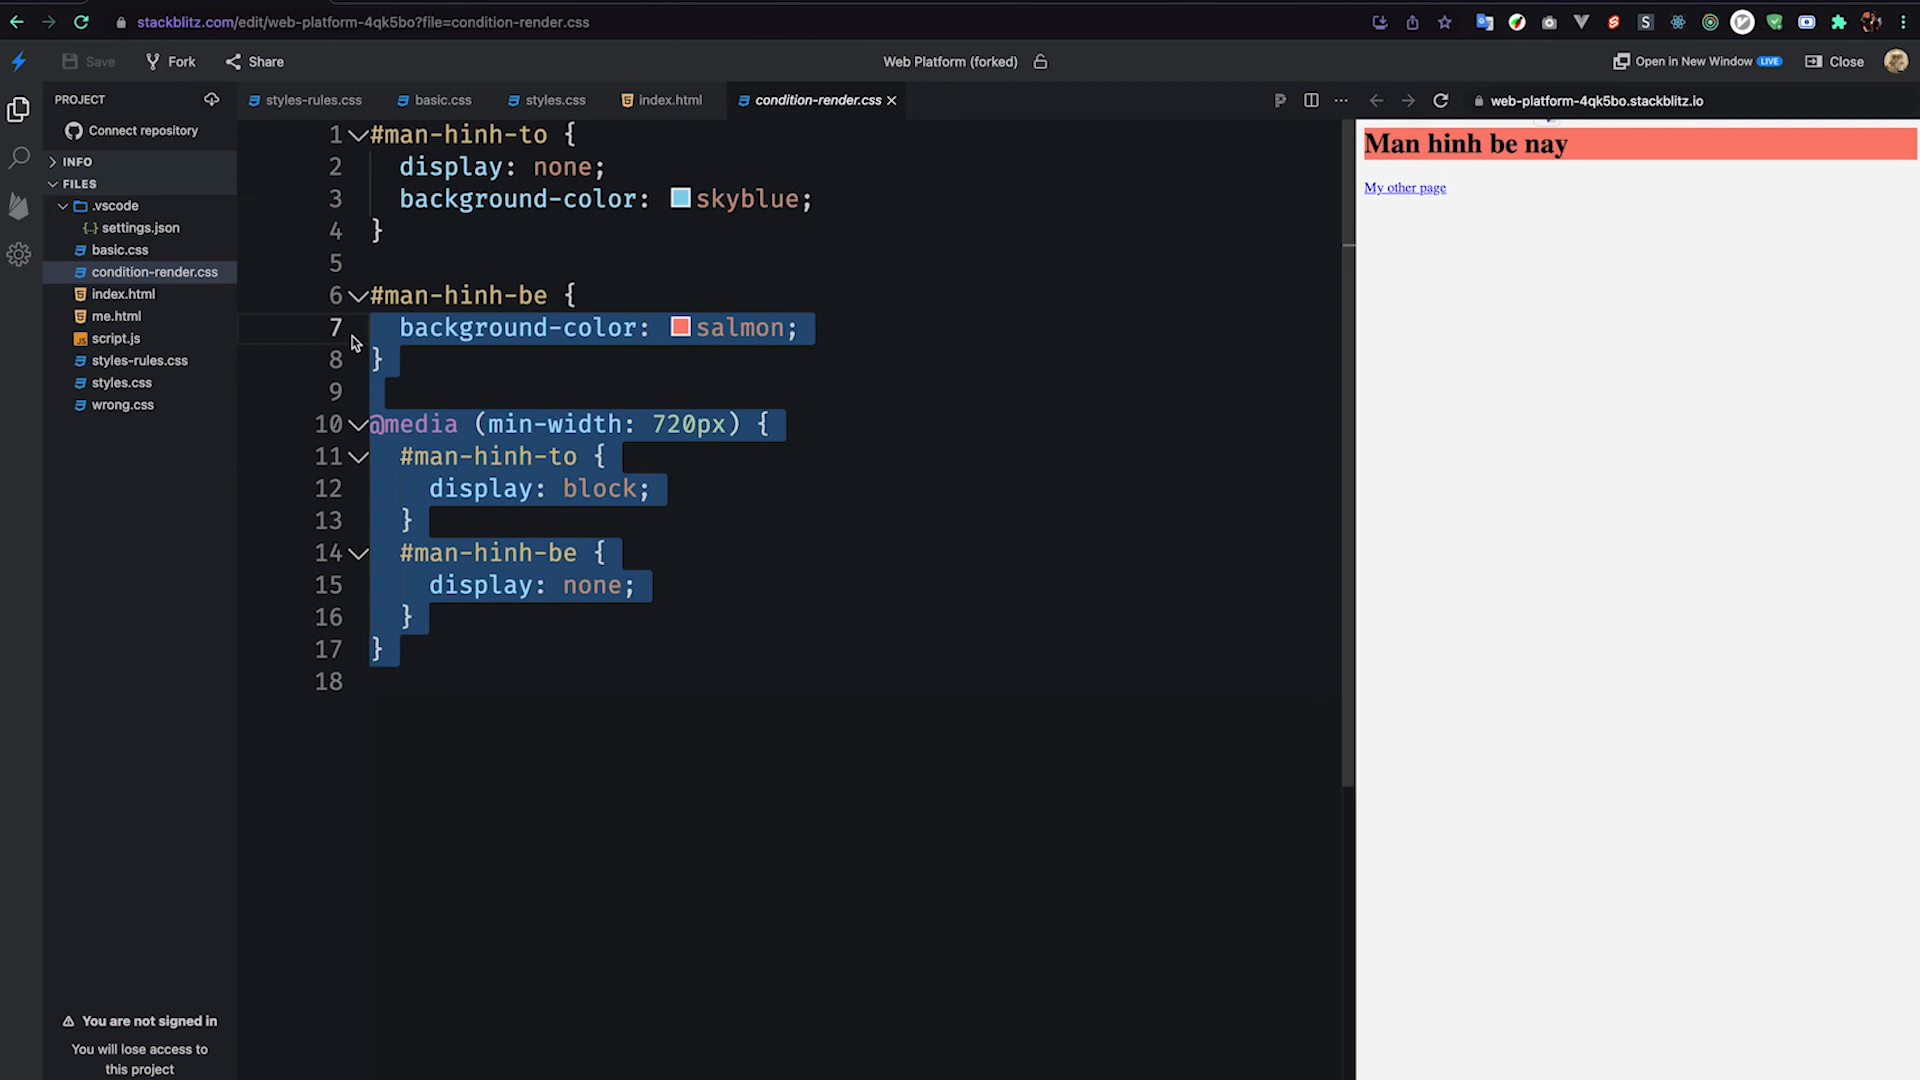 stackblitz.com/edit/web-platform-4qk5bo?file=condition-render.css
Save
Fork
Share
Web Platform (forked)
Open in New Window LIVE
Close
PROJECT
Connect repository
INFO
FILES
.vscode
settings.json
basic.css
condition-render.css
index.html
me.html
script.js
styles-rules.css
styles.css
wrong.css
You are not signed in
You will lose access to
this project
styles-rules.css
basic.css
styles.css
index.html
condition-render.css
1 #man-hinh-to {
2 display: none;
3 background-color: skyblue;
4 }
5
6 #man-hinh-be {
7 background-color: salmon;
8 }
9
10 @media (min-width: 720px) {
11 #man-hinh-to {
12 display: block;
13 }
14 #man-hinh-be {
15 display: none;
16 }
17 }
18
web-platform-4qk5bo.stackblitz.io
Man hinh be nay
My other page